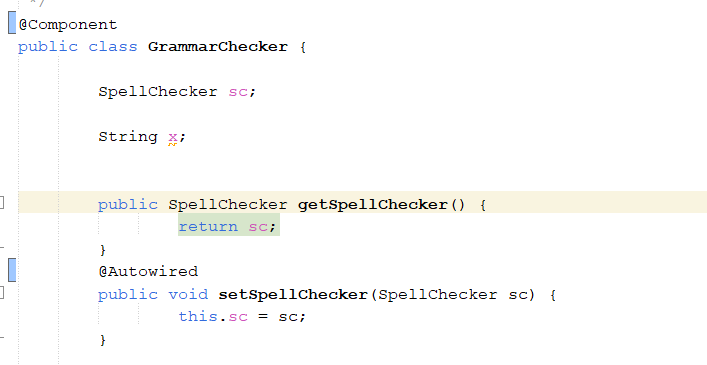 */
@Component
public class GrammarChecker {
SpellChecker sc;
String x;
public SpellChecker getSpellChecker() {
return sc;
}
@Autowired
public void setSpellChecker(SpellChecker sc) {
this.sc = sc;
}